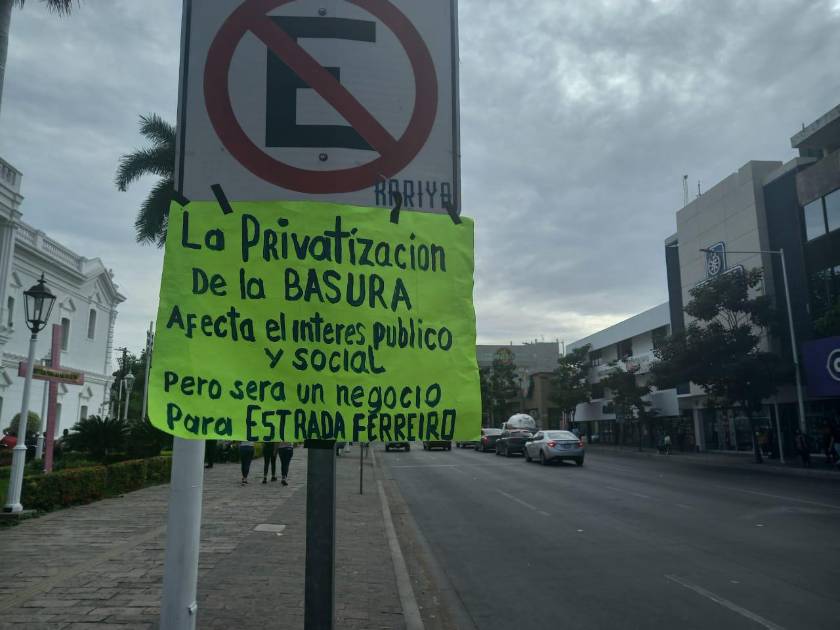 E
KARIYA
La Privatizacion
De la BASURA
Afecta el interes publico
y social
Pero sera un negocio
Para ESTRADA FERREIRO